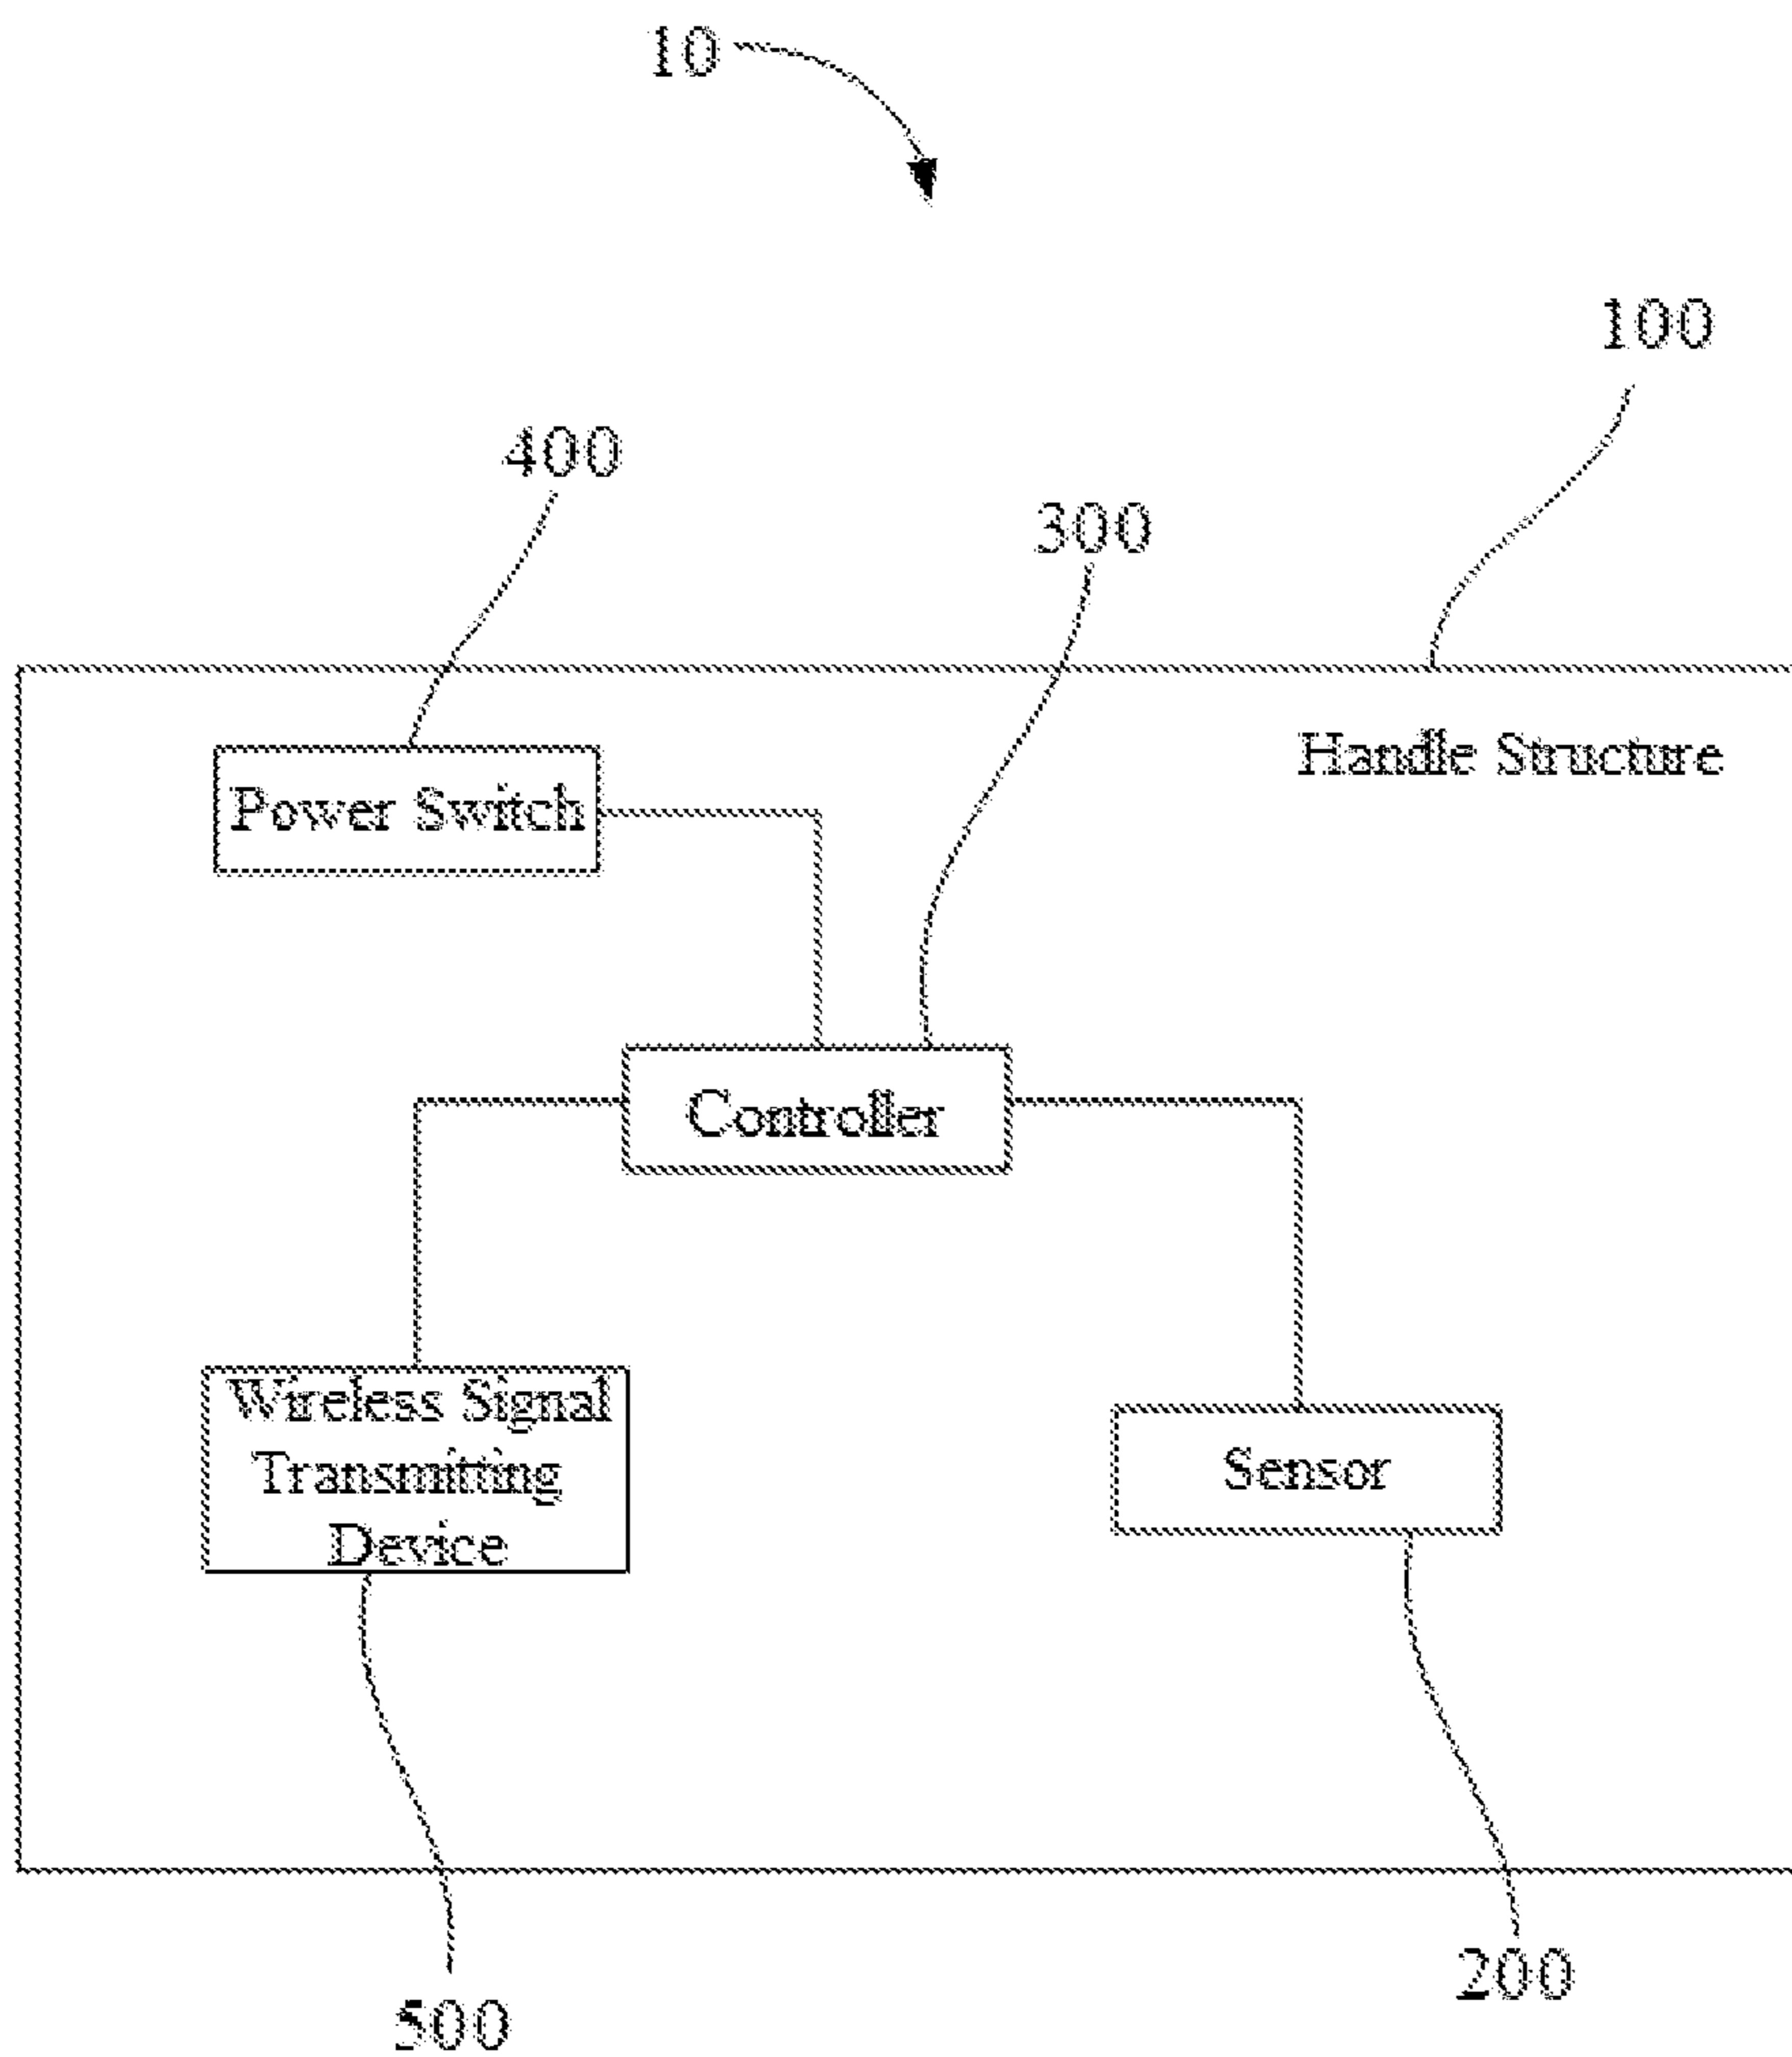 10
100
400
300
Handle Structure
Power Switch
Controller
Wireless Signal
Transmitting
Device
Sensor
200
500